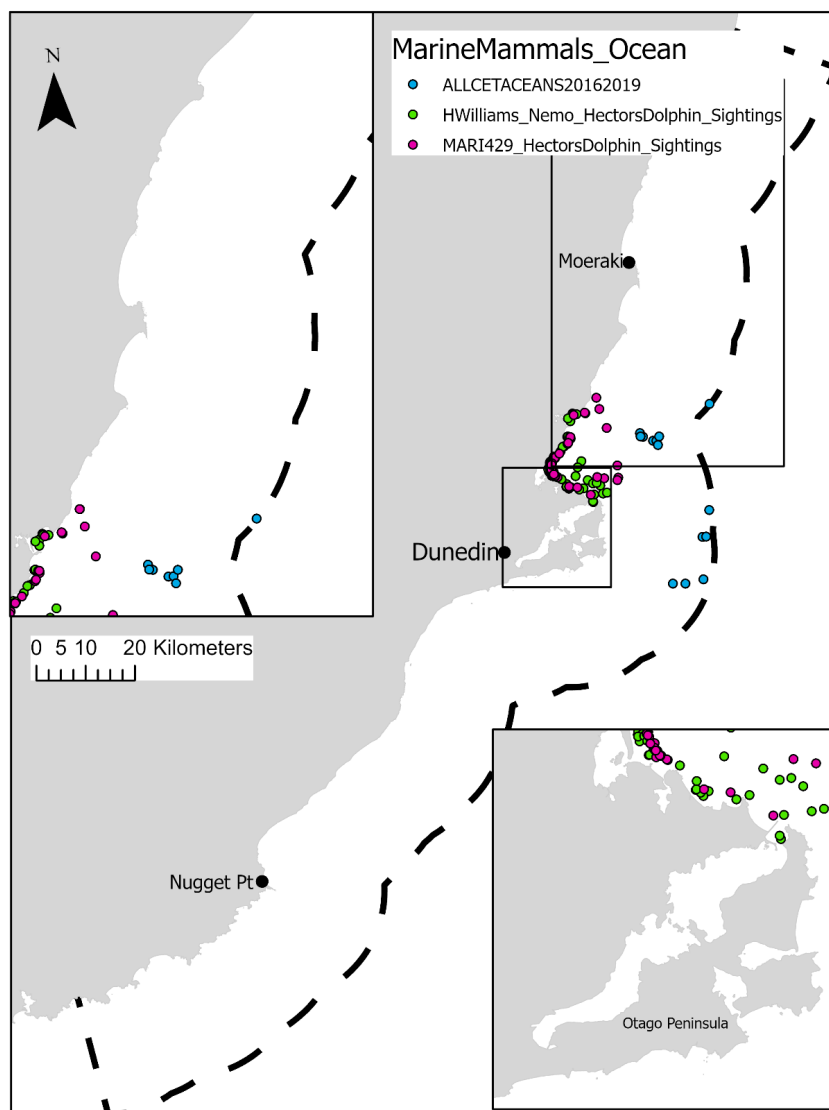 N
MarineMammals_Ocean
ALLCETACEANS20162019
HWilliams_Nemo_HectorsDolphin_Sightings
MARI429_HectorsDolphin_Sightings
Moeraki
Dunedin
0 5 10 20 Kilometers
Nugget Pt
Otago Peninsula